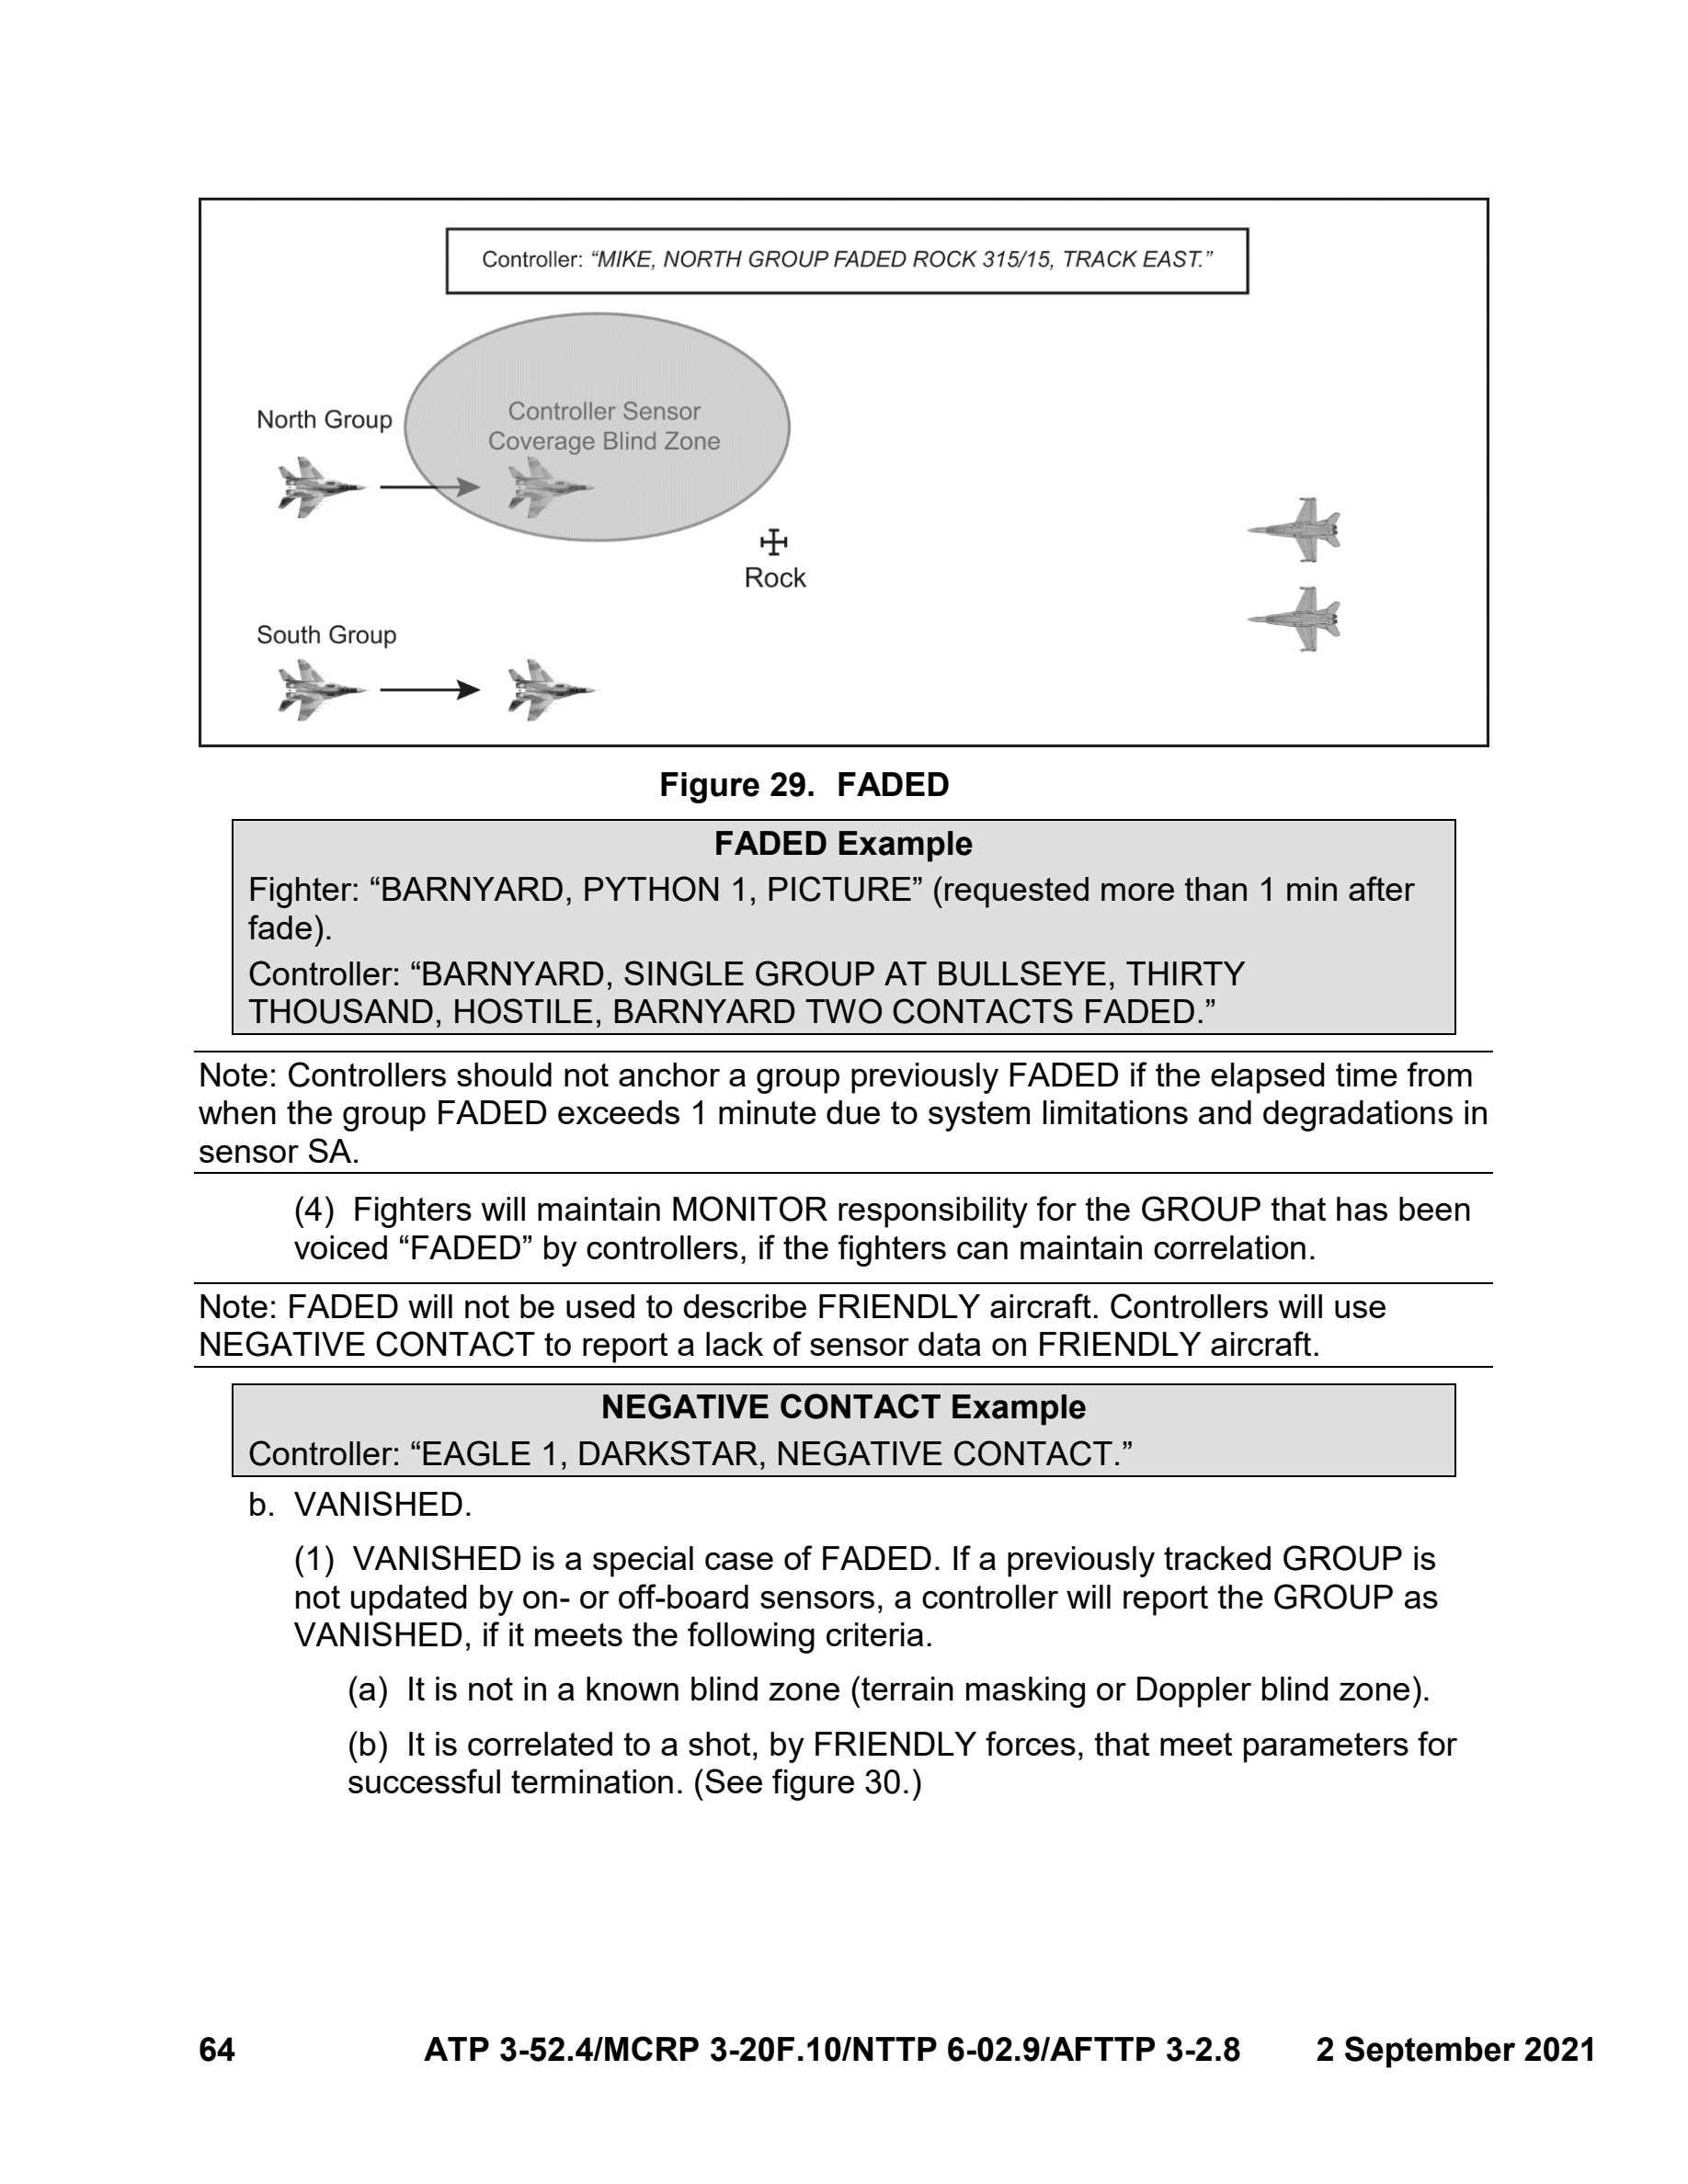 Controller: “MIKE, NORTH GROUP FADED ROCK 315/15, TRACK EAST.”
Controller Sensor
Coverage Blind Zone
North Group
Rock
South Group
Figure 29. FADED
FADED Example
Fighter: “BARNYARD, PYTHON 1, PICTURE” (requested more than 1 min after
fade).
Controller: “BARNYARD, SINGLE GROUP AT BULLSEYE, THIRTY
THOUSAND, HOSTILE, BARNYARD TWO CONTACTS FADED.”
Note: Controllers should not anchor a group previously FADED if the elapsed time from
when the group FADED exceeds 1 minute due to system limitations and degradations in
sensor SA.
(4) Fighters will maintain MONITOR responsibility for the GROUP that has been
voiced “FADED” by controllers, if the fighters can maintain correlation.
Note: FADED will not be used to describe FRIENDLY aircraft. Controllers will use
NEGATIVE CONTACT to report a lack of sensor data on FRIENDLY aircraft.
NEGATIVE CONTACT Example
Controller: “EAGLE 1, DARKSTAR, NEGATIVE CONTACT.”
b. VANISHED.
(1) VANISHED is a special case of FADED. If a previously tracked GROUP is
not updated by on- or off-board sensors, a controller will report the GROUP as
VANISHED, if it meets the following criteria.
(a) It is not in a known blind zone (terrain masking or Doppler blind zone).
(b) It is correlated to a shot, by FRIENDLY forces, that meet parameters for
successful termination. (See figure 30.)
64 ATP 3-52.4/MCRP 3-20F.10/NTTP 6-02.9/AFTTP 3-2.8 2 September 2021